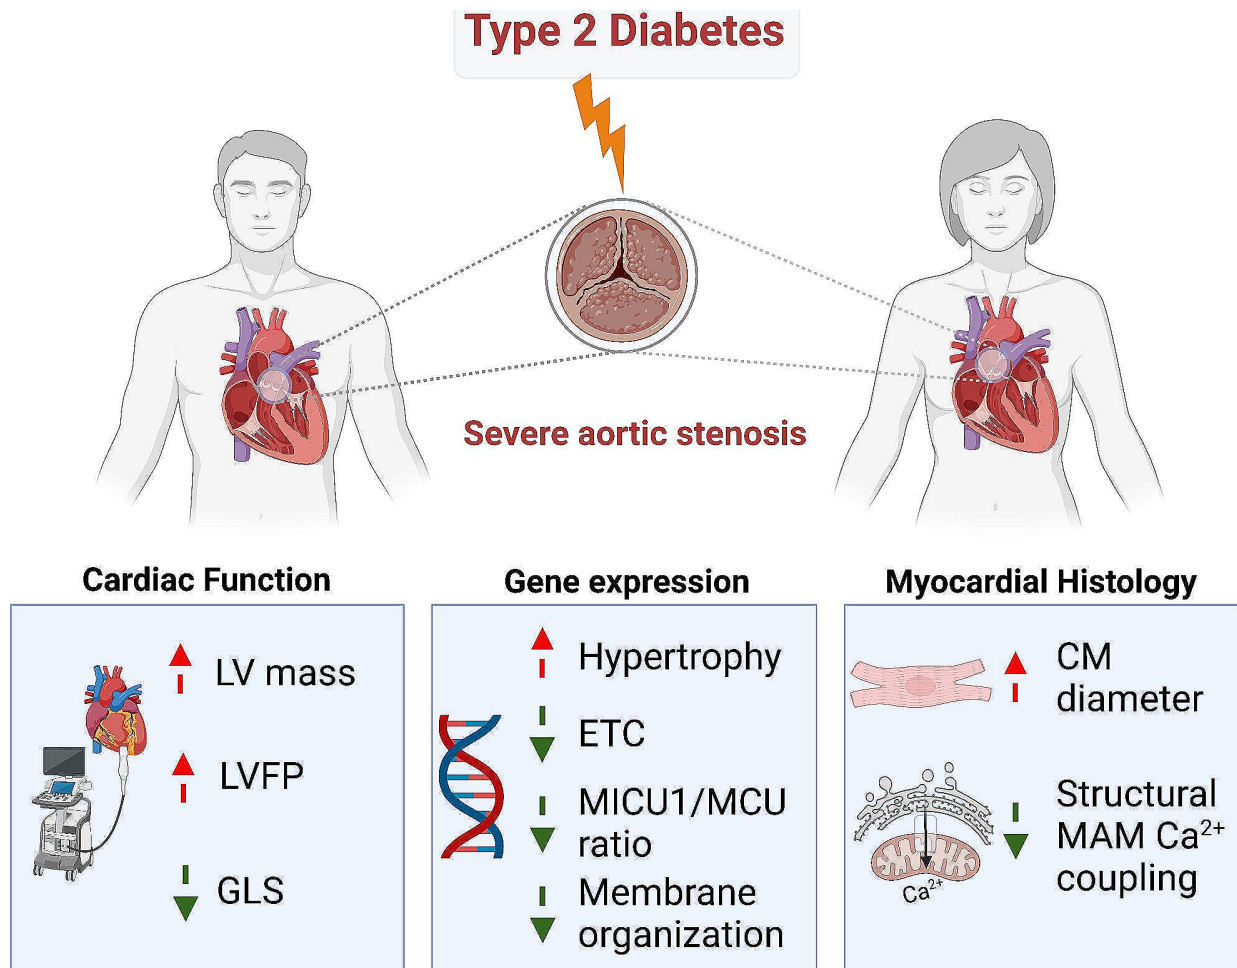 Type 2 Diabetes
Severe aortic stenosis
Cardiac Function
LV mass
LVFP
GLS
Gene expression
Hypertrophy
ETC
MICU1/MCU
ratio
Membrane
organization
Myocardial Histology
CM
diameter
Structural
MAM Ca²⁺
coupling
Ca²⁺